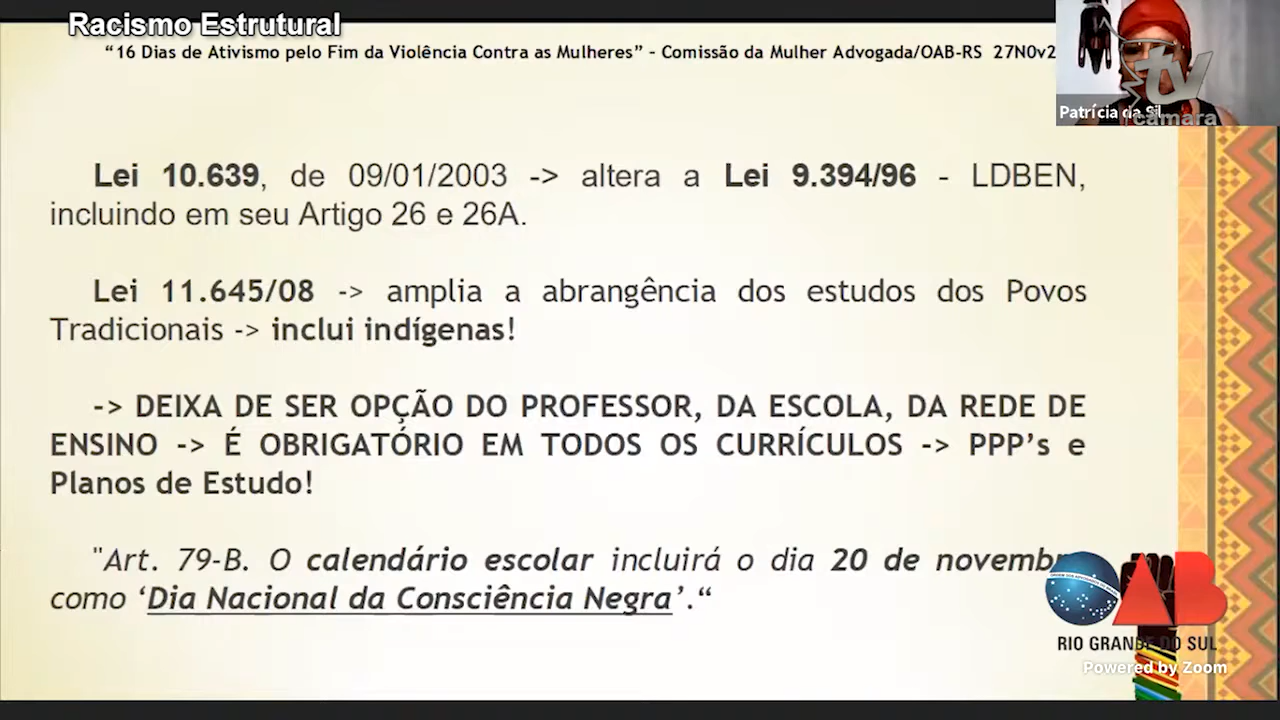 Racismo Estrutural
“16 Dias de Ativismo pelo Fim da Violência Contra as Mulheres” – Comissão da Mulher Advogada/OAB-RS 27N0v2
Patrícia da Sil
tv
câmara
Lei 10.639, de 09/01/2003 -> altera a Lei 9.394/96 - LDBEN,
incluindo em seu Artigo 26 e 26A.
Lei 11.645/08 -> amplia a abrangência dos estudos dos Povos
Tradicionais -> inclui indígenas!
-> DEIXA DE SER OPÇÃO DO PROFESSOR, DA ESCOLA, DA REDE DE
ENSINO -> É OBRIGATÓRIO EM TODOS OS CURRÍCULOS -> PPP’s e
Planos de Estudo!
"Art. 79-B. O calendário escolar incluirá o dia 20 de novemb
como ‘Dia Nacional da Consciência Negra’.“
OAB
RIO GRANDE DO SUL
Powered by Zoom